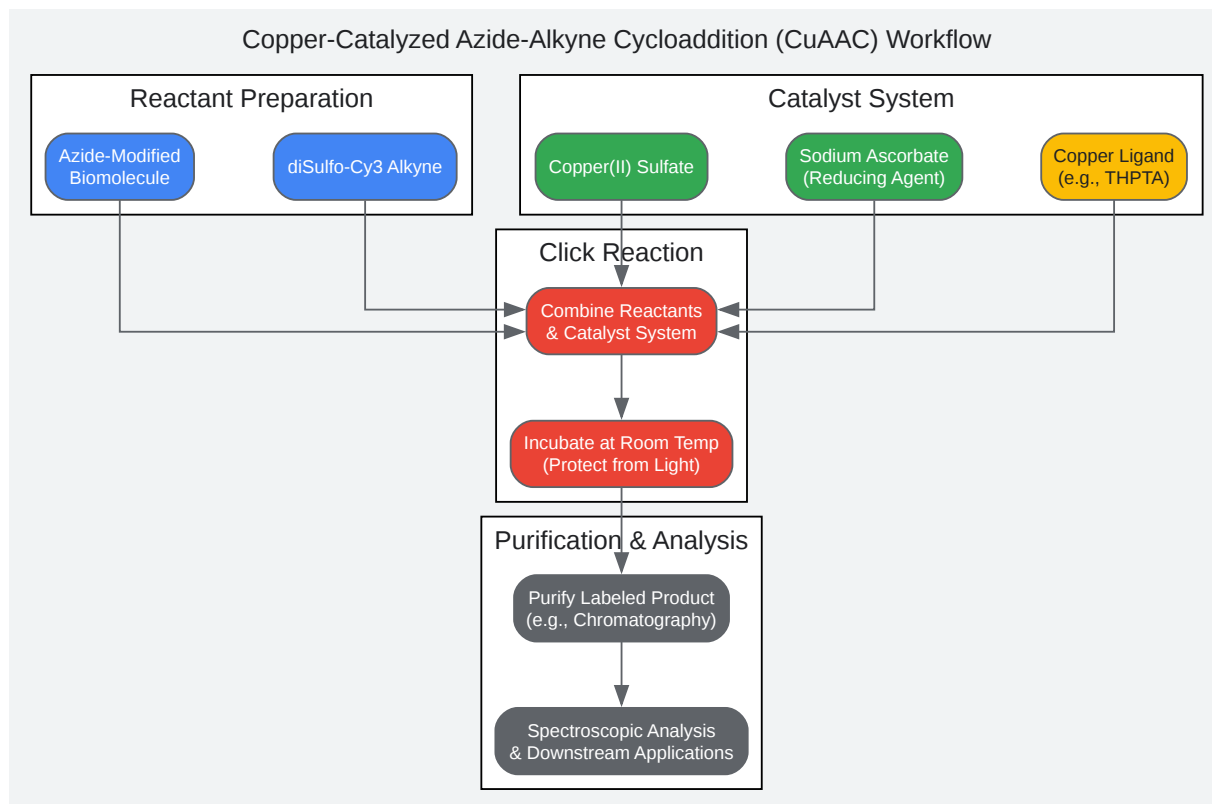 Copper-Catalyzed Azide-Alkyne Cycloaddition (CuAAC) Workflow
Reactant Preparation
Azide-Modified
Biomolecule
diSulfo-Cy3 Alkyne
Catalyst System
Copper(II) Sulfate
Sodium Ascorbate
(Reducing Agent)
Copper Ligand
(e.g., THPTA)
Click Reaction
Combine Reactants
& Catalyst System
Incubate at Room Temp
(Protect from Light)
Purification & Analysis
Purify Labeled Product
(e.g., Chromatography)
Spectroscopic Analysis
& Downstream Applications